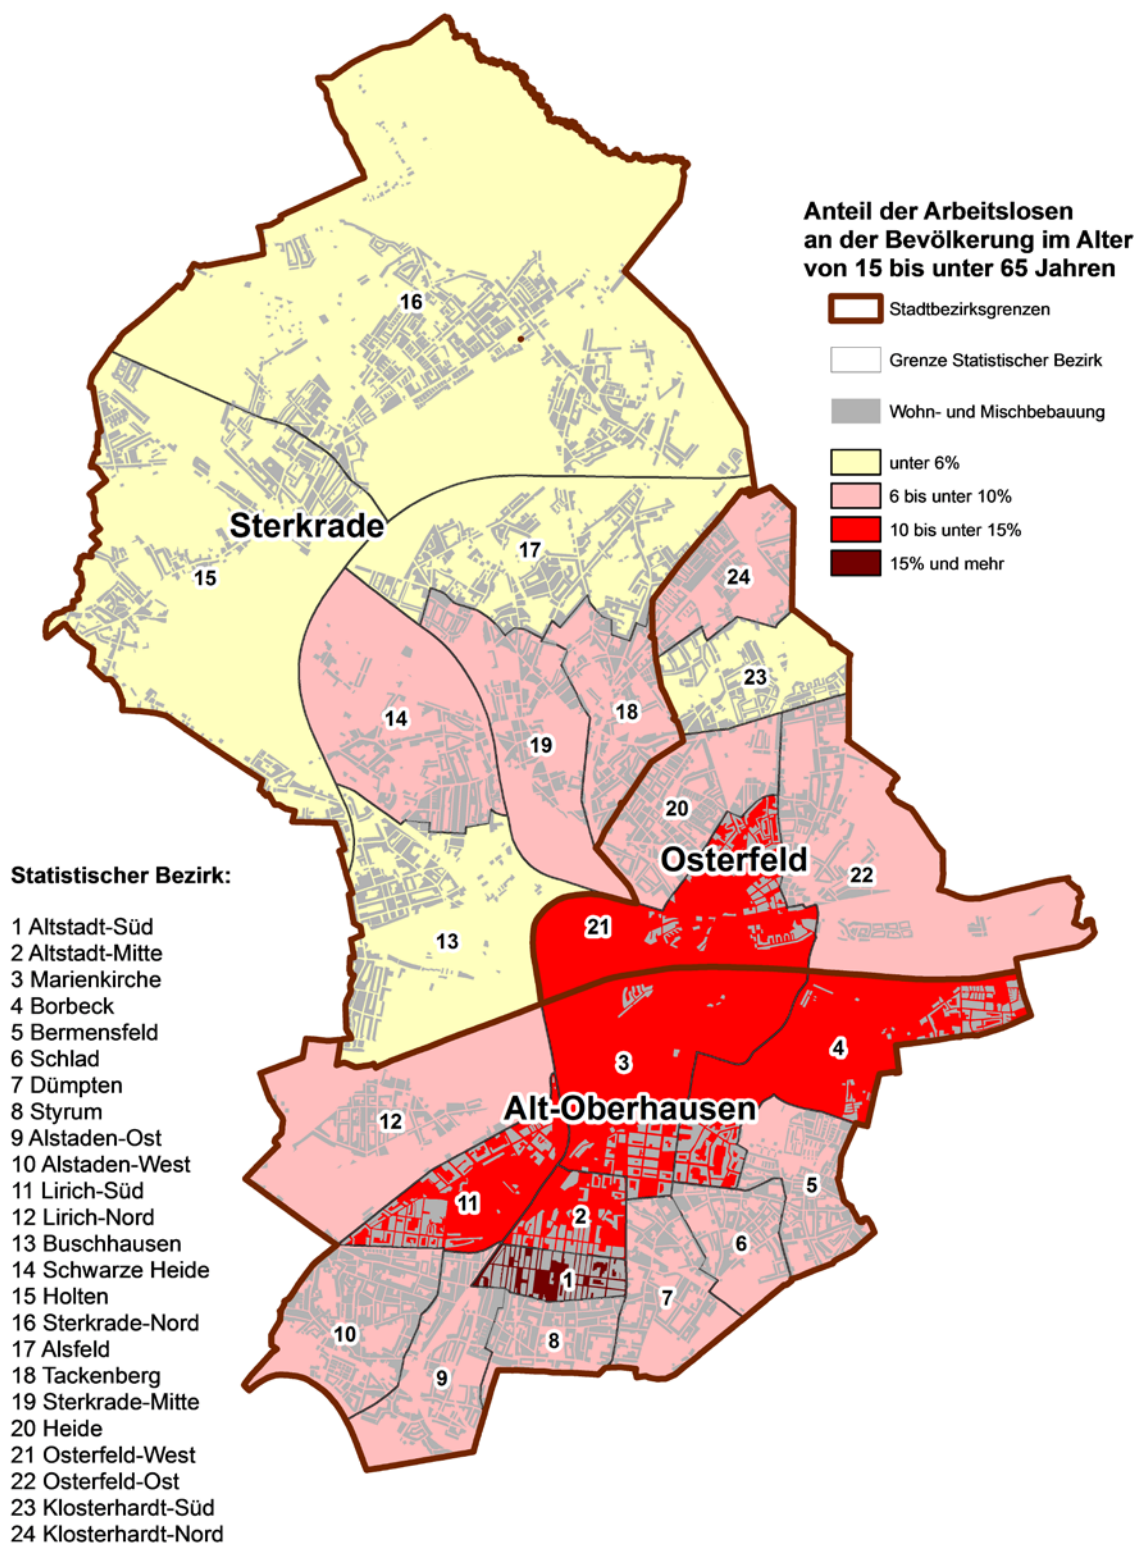 Anteil der Arbeitslosen
an der Bevölkerung im Alter
von 15 bis unter 65 Jahren
Stadtbezirksgrenzen
Grenze Statistischer Bezirk
Wohn- und Mischbebauung
unter 6%
6 bis unter 10%
10 bis unter 15%
15% und mehr
16
Sterkrade
17
15
24
23
14
18
19
20
Osterfeld
22
21
13
4
3
Alt-Oberhausen
12
5
11
2
6
1
7
10
8
9
Statistischer Bezirk:
1 Altstadt-Süd
2 Altstadt-Mitte
3 Marienkirche
4 Borbeck
5 Bermensfeld
6 Schlad
7 Dümpten
8 Styrum
9 Alstaden-Ost
10 Alstaden-West
11 Lirich-Süd
12 Lirich-Nord
13 Buschhausen
14 Schwarze Heide
15 Holten
16 Sterkrade-Nord
17 Alsfeld
18 Tackenberg
19 Sterkrade-Mitte
20 Heide
21 Osterfeld-West
22 Osterfeld-Ost
23 Klosterhardt-Süd
24 Klosterhardt-Nord